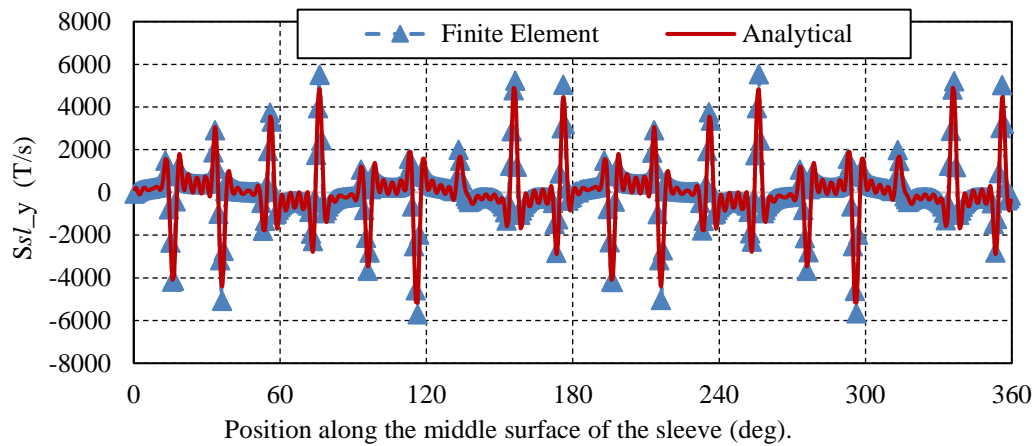 8000
Finite Element
Analytical
6000
4000
2000
0
-2000
-4000
-6000
-8000
Ssl_y (T/s)
0 60 120 180 240 300 360
Position along the middle surface of the sleeve (deg).